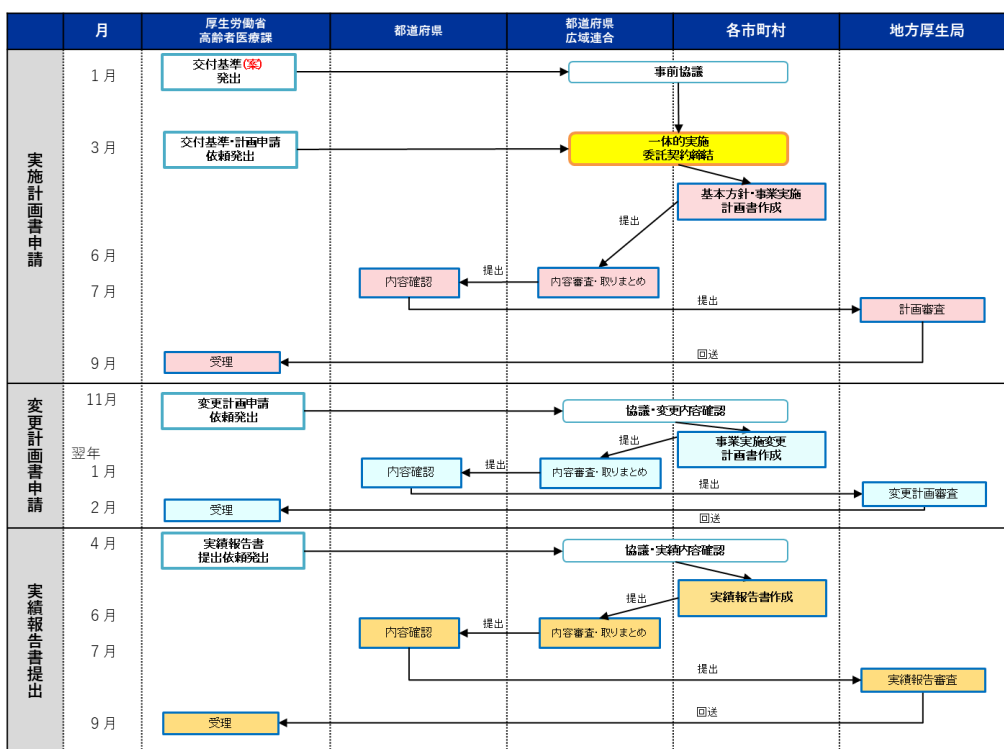 月
厚生労働省
高齢者医療課
都道府県
都道府県
広域連合
各市町村
地方厚生局
実施計画書申請
1月
交付基準(案)
発出
事前協議
3月
交付基準・計画申請
依頼発出
一体的実施
委託契約締結
基本方針・事業実施
計画書作成
提出
6月
7月
内容確認
提出
内容審査・取りまとめ
提出
計画審査
9月
受理
回送
変更計画書申請
11月
変更計画申請
依頼発出
協議・変更内容確認
提出
事業実施変更
計画書作成
翌年
1月
内容確認
提出
内容審査・取りまとめ
提出
変更計画審査
2月
受理
回送
実績報告書提出
4月
実績報告書
提出依頼発出
協議・実績内容確認
提出
実績報告書作成
6月
内容確認
提出
内容審査・取りまとめ
7月
提出
実績報告審査
9月
受理
回送